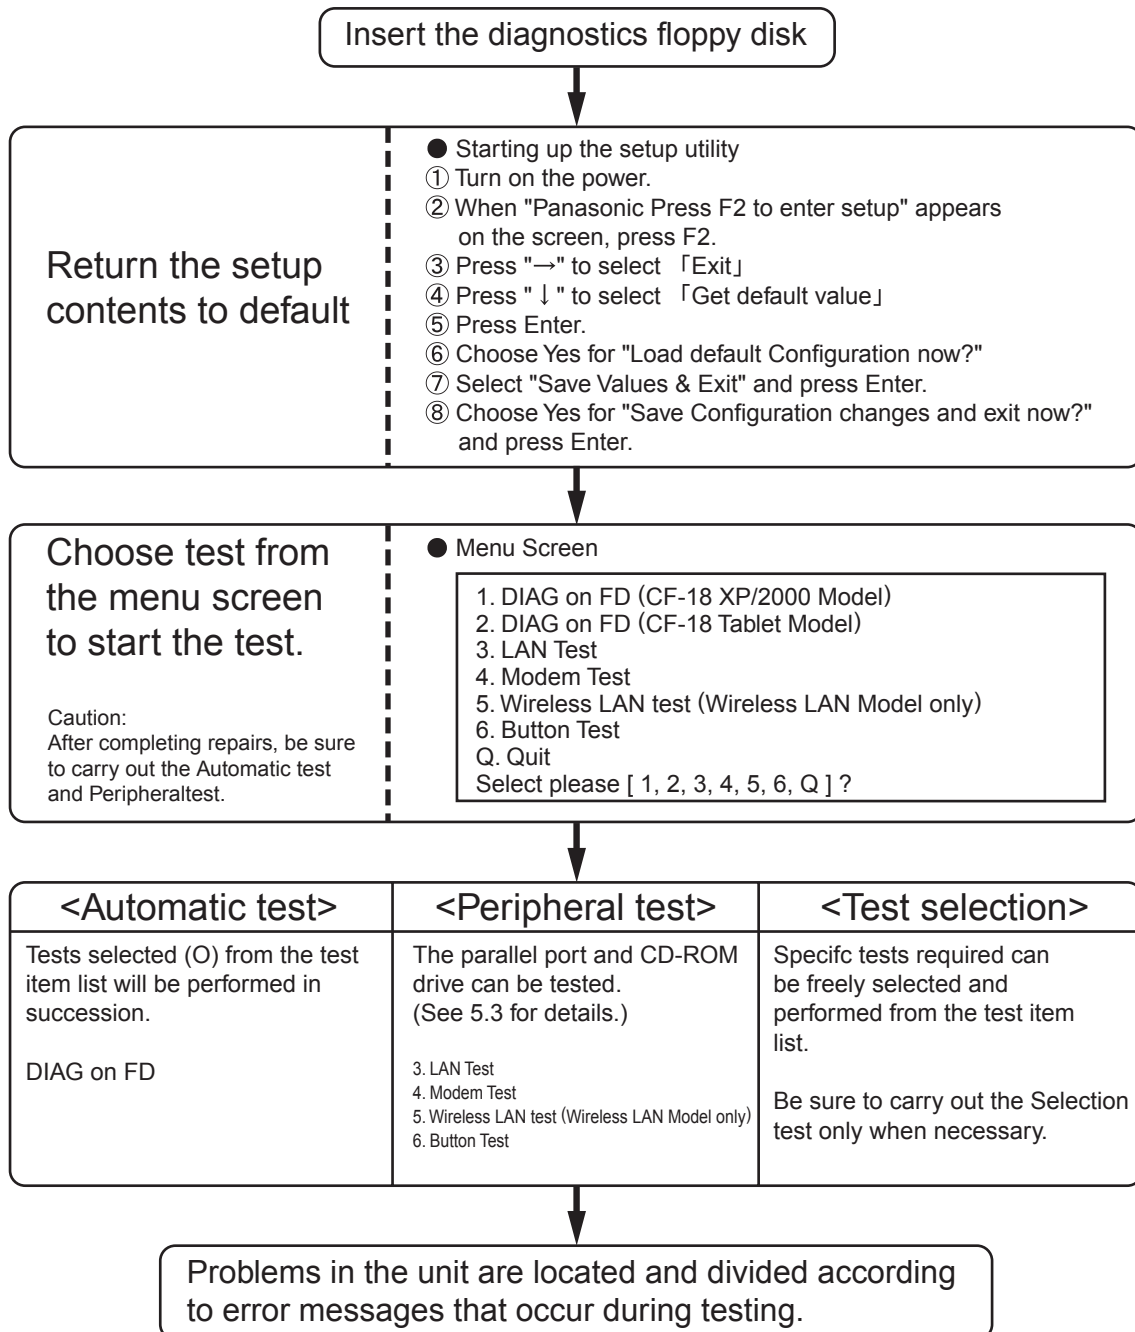 Insert the diagnostics floppy disk
Return the setup
contents to default
● Starting up the setup utility
① Turn on the power.
② When "Panasonic Press F2 to enter setup" appears
on the screen, press F2.
③ Press "→" to select 「Exit」
④ Press "↓" to select 「Get default value」
⑤ Press Enter.
⑥ Choose Yes for "Load default Configuration now?"
⑦ Select "Save Values & Exit" and press Enter.
⑧ Choose Yes for "Save Configuration changes and exit now?"
and press Enter.
Choose test from
the menu screen
to start the test.
Caution:
After completing repairs, be sure
to carry out the Automatic test
and Peripheraltest.
● Menu Screen
1. DIAG on FD (CF-18 XP/2000 Model)
2. DIAG on FD (CF-18 Tablet Model)
3. LAN Test
4. Modem Test
5. Wireless LAN test (Wireless LAN Model only)
6. Button Test
Q. Quit
Select please [ 1, 2, 3, 4, 5, 6, Q ] ?
<Automatic test>
Tests selected (O) from the test
item list will be performed in
succession.
DIAG on FD
<Peripheral test>
The parallel port and CD-ROM
drive can be tested.
(See 5.3 for details.)
3. LAN Test
4. Modem Test
5. Wireless LAN test (Wireless LAN Model only)
6. Button Test
<Test selection>
Specifc tests required can
be freely selected and
performed from the test item
list.
Be sure to carry out the Selection
test only when necessary.
Problems in the unit are located and divided according
to error messages that occur during testing.